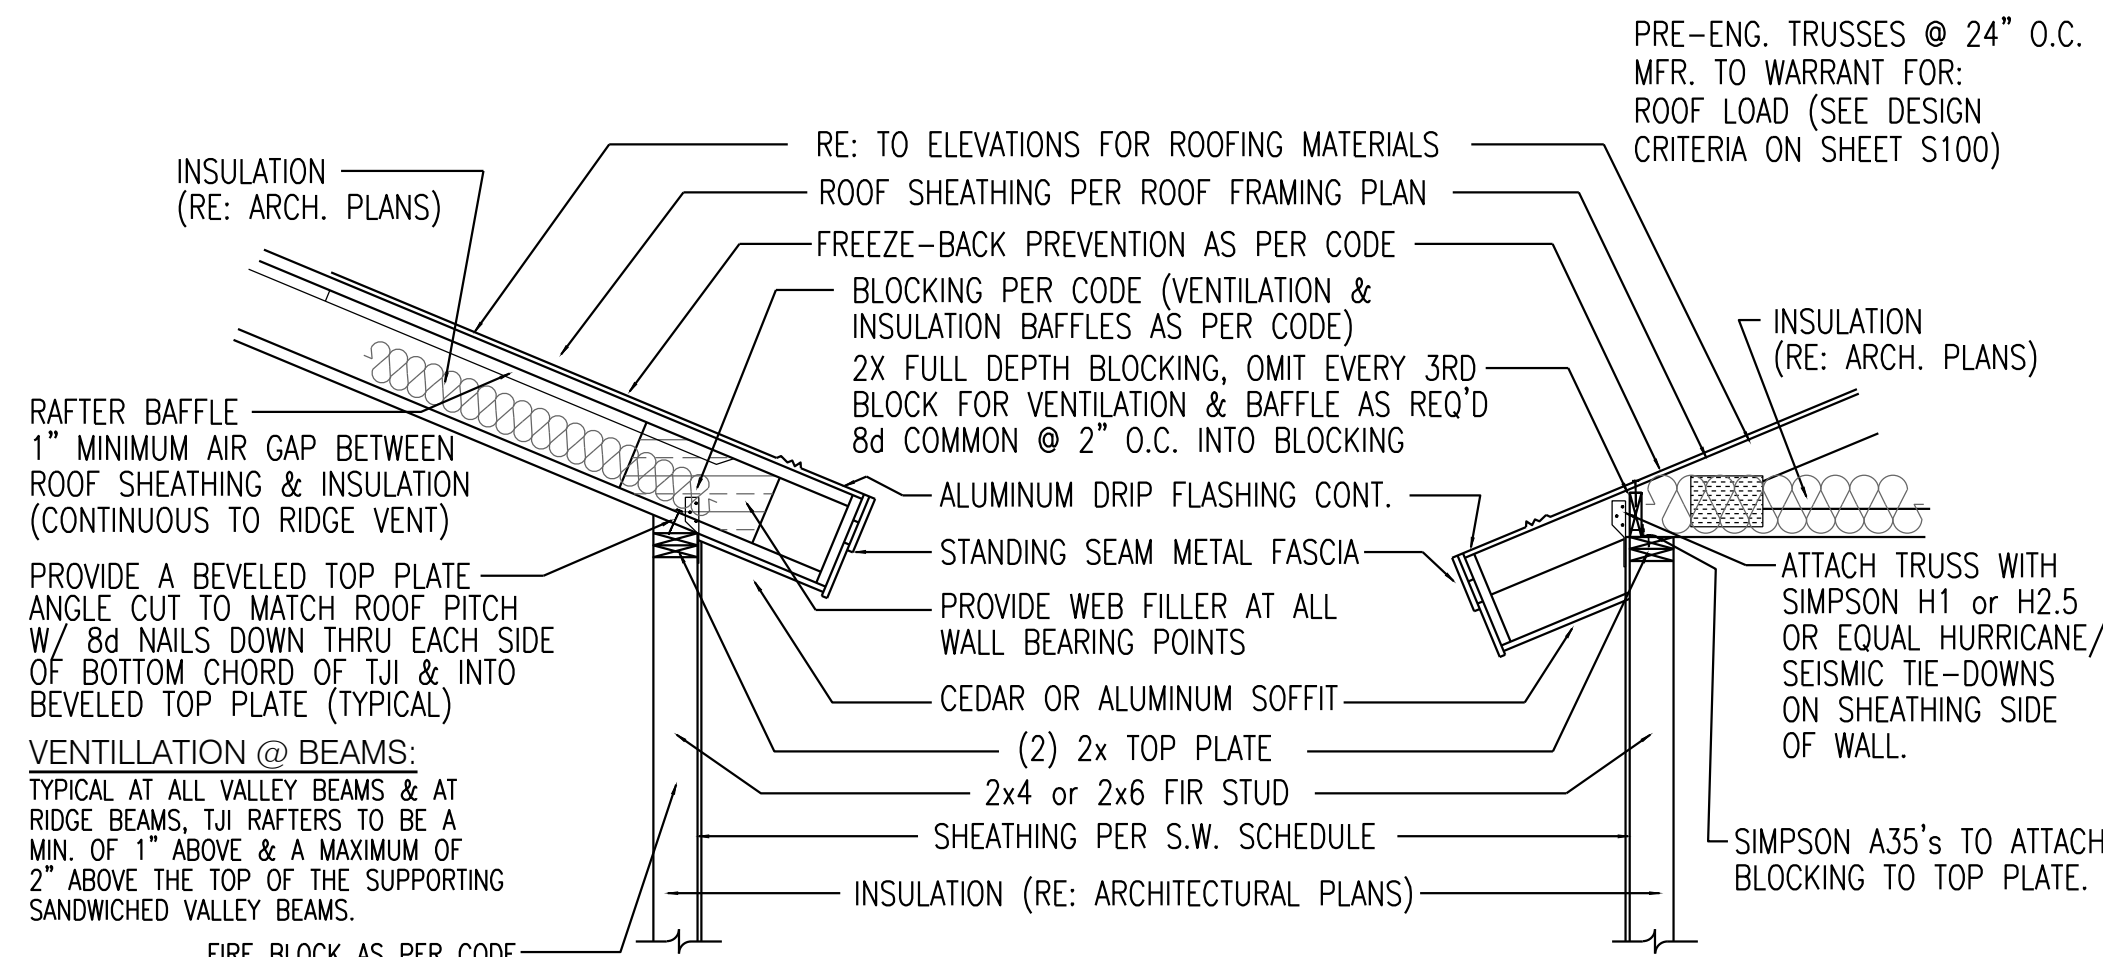 PRE-ENG. TRUSSES @ 24" O.C.
MFR. TO WARRANT FOR:
ROOF LOAD (SEE DESIGN
CRITERIA ON SHEET S100)
RE: TO ELEVATIONS FOR ROOFING MATERIALS
ROOF SHEATHING PER ROOF FRAMING PLAN
FREEZE-BACK PREVENTION AS PER CODE
BLOCKING PER CODE (VENTILATION &
INSULATION BAFFLES AS PER CODE)
2X FULL DEPTH BLOCKING, OMIT EVERY 3RD
BLOCK FOR VENTILATION & BAFFLE AS REQ'D
8d COMMON @ 2" O.C. INTO BLOCKING
INSULATION
(RE: ARCH. PLANS)
RAFTER BAFFLE
1" MINIMUM AIR GAP BETWEEN
ROOF SHEATHING & INSULATION
(CONTINUOUS TO RIDGE VENT)
PROVIDE A BEVELED TOP PLATE
ANGLE CUT TO MATCH ROOF PITCH
W/ 8d NAILS DOWN THRU EACH SIDE
OF BOTTOM CHORD OF TJI & INTO
BEVELED TOP PLATE (TYPICAL)
VENTILLATION @ BEAMS:
TYPICAL AT ALL VALLEY BEAMS & AT
RIDGE BEAMS, TJI RAFTERS TO BE A
MIN. OF 1" ABOVE & A MAXIMUM OF
2" ABOVE THE TOP OF THE SUPPORTING
SANDWICHED VALLEY BEAMS.
FIRE BLOCK AS PER CODE
ALUMINUM DRIP FLASHING CONT.
STANDING SEAM METAL FASCIA
PROVIDE WEB FILLER AT ALL
WALL BEARING POINTS
CEDAR OR ALUMINUM SOFFIT
(2) 2x TOP PLATE
2x4 or 2x6 FIR STUD
SHEATHING PER S.W. SCHEDULE
INSULATION (RE: ARCHITECTURAL PLANS)
INSULATION
(RE: ARCH. PLANS)
ATTACH TRUSS WITH
SIMPSON H1 or H2.5
OR EQUAL HURRICANE/
SEISMIC TIE-DOWNS
ON SHEATHING SIDE
OF WALL.
SIMPSON A35's TO ATTACH
BLOCKING TO TOP PLATE.